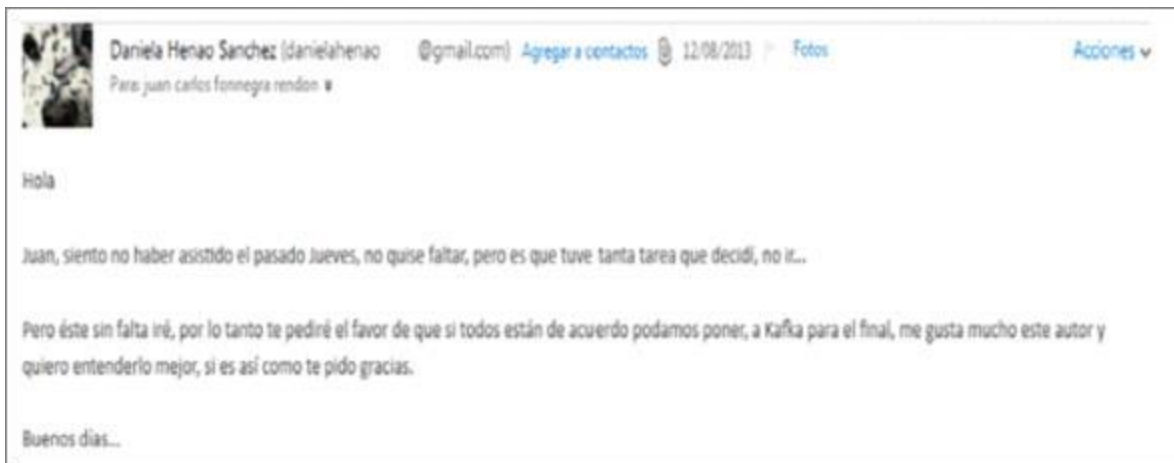 Daniela Henao Sanchez (danielahenao @gmail.com) Agregar a contactos 12/08/2013 Fotos Acciones
Para: juan carlos fonnegra rendon
Hola
Juan, siento no haber asistido el pasado Jueves, no quise faltar, pero es que tuve tanta tarea que decidí, no ir...
Pero éste sin falta iré, por lo tanto te pediré el favor de que si todos están de acuerdo podamos poner, a Kafka para el final, me gusta mucho este autor y
quiero entenderlo mejor, si es así como te pido gracias.
Buenos días...